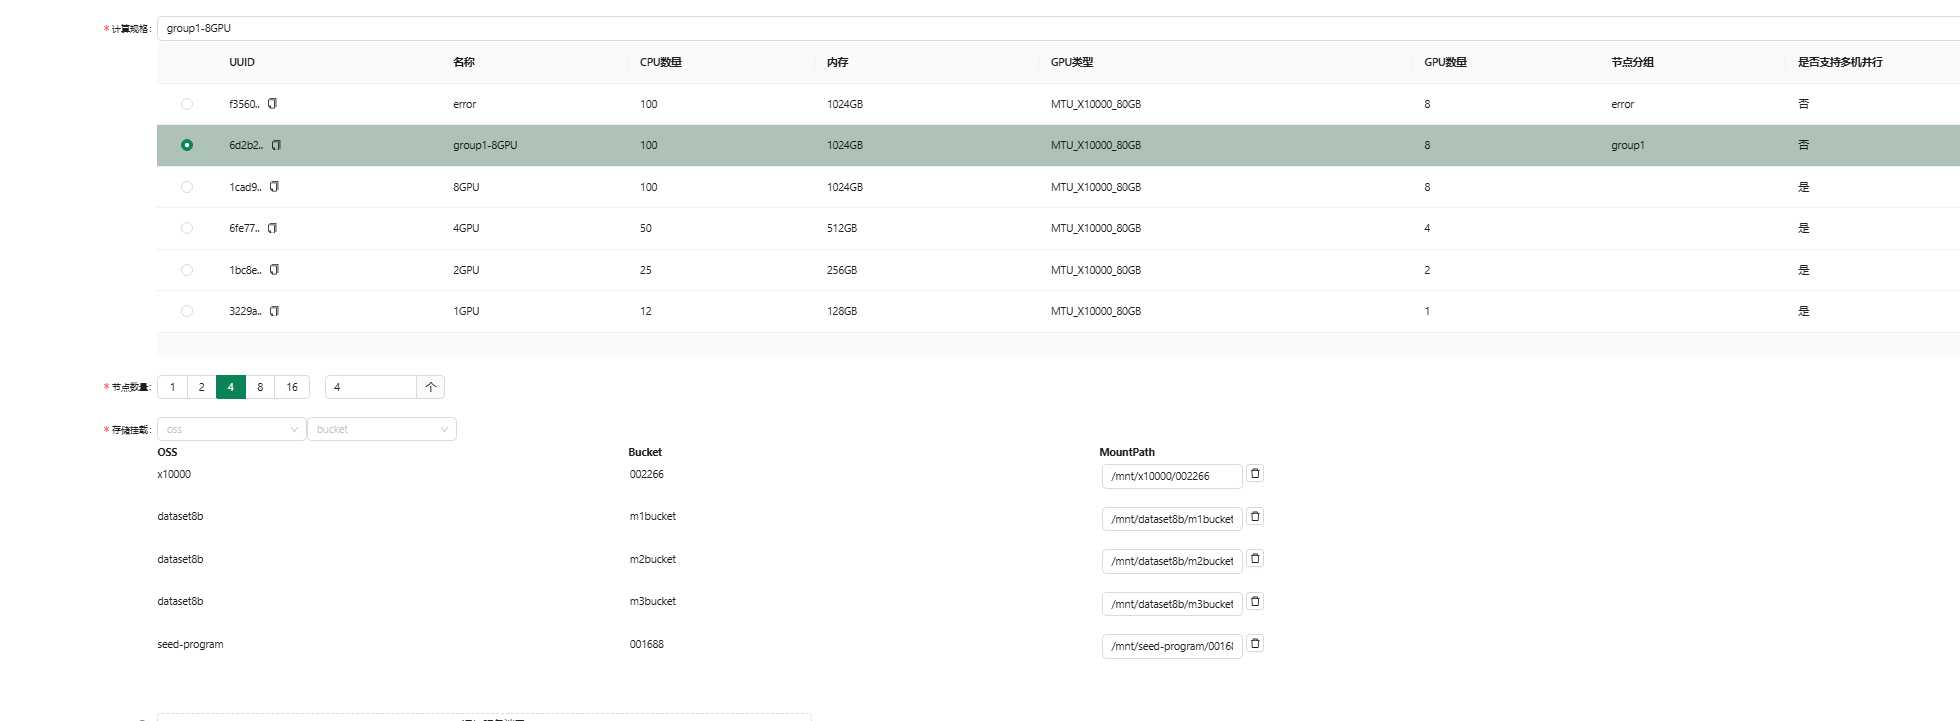 * 计算规格: group1-8GPU
UUID 名称 CPU数量 内存 GPU类型 GPU数量 节点分组 是否支持多机并行
f3560.. error 100 1024GB MTU_X10000_80GB 8 error 否
6d2b2.. group1-8GPU 100 1024GB MTU_X10000_80GB 8 group1 否
1cad9.. 8GPU 100 1024GB MTU_X10000_80GB 8 是
6fe77.. 4GPU 50 512GB MTU_X10000_80GB 4 是
1bc8e.. 2GPU 25 256GB MTU_X10000_80GB 2 是
3229a.. 1GPU 12 128GB MTU_X10000_80GB 1 是
* 节点数量: 1 2 4 8 16 4 个
* 存储挂载: oss bucket
OSS Bucket MountPath
x10000 002266 /mnt/x10000/002266
dataset8b m1bucket /mnt/dataset8b/m1bucket
dataset8b m2bucket /mnt/dataset8b/m2bucket
dataset8b m3bucket /mnt/dataset8b/m3bucket
seed-program 001688 /mnt/seed-program/0016